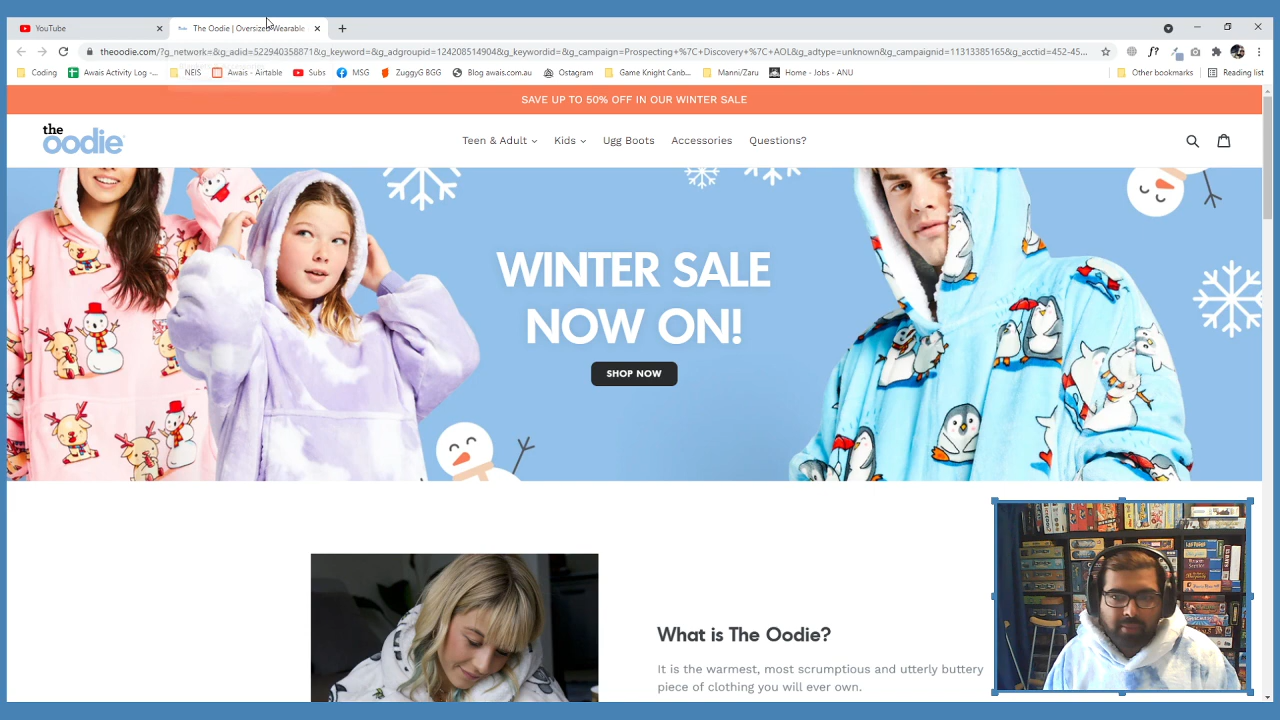 YouTube
The Oodie | Oversized Wearable
theoodie.com/?g_network=&g_adid=522940358871&g_keyword=&g_adgroupid=124208514904&g_keywordid=&g_campaign=Prospecting+%7C+Discovery+%7C+AOL&g_adtype=unknown&g_campaignid=11313385165&g_acctid=452-45...
Coding
Awais Activity Log -...
NEIS
Awais - Airtable
Subs
MSG
ZuggyG BGG
Blog awais.com.au
Ostagram
Game Knight Canb...
Manni/Zaru
Home - Jobs - ANU
Other bookmarks
Reading list
SAVE UP TO 50% OFF IN OUR WINTER SALE
the
oodie
Teen & Adult
Kids
Ugg Boots
Accessories
Questions?
WINTER SALE
NOW ON!
SHOP NOW
What is The Oodie?
It is the warmest, most scrumptious and utterly buttery
piece of clothing you will ever own.